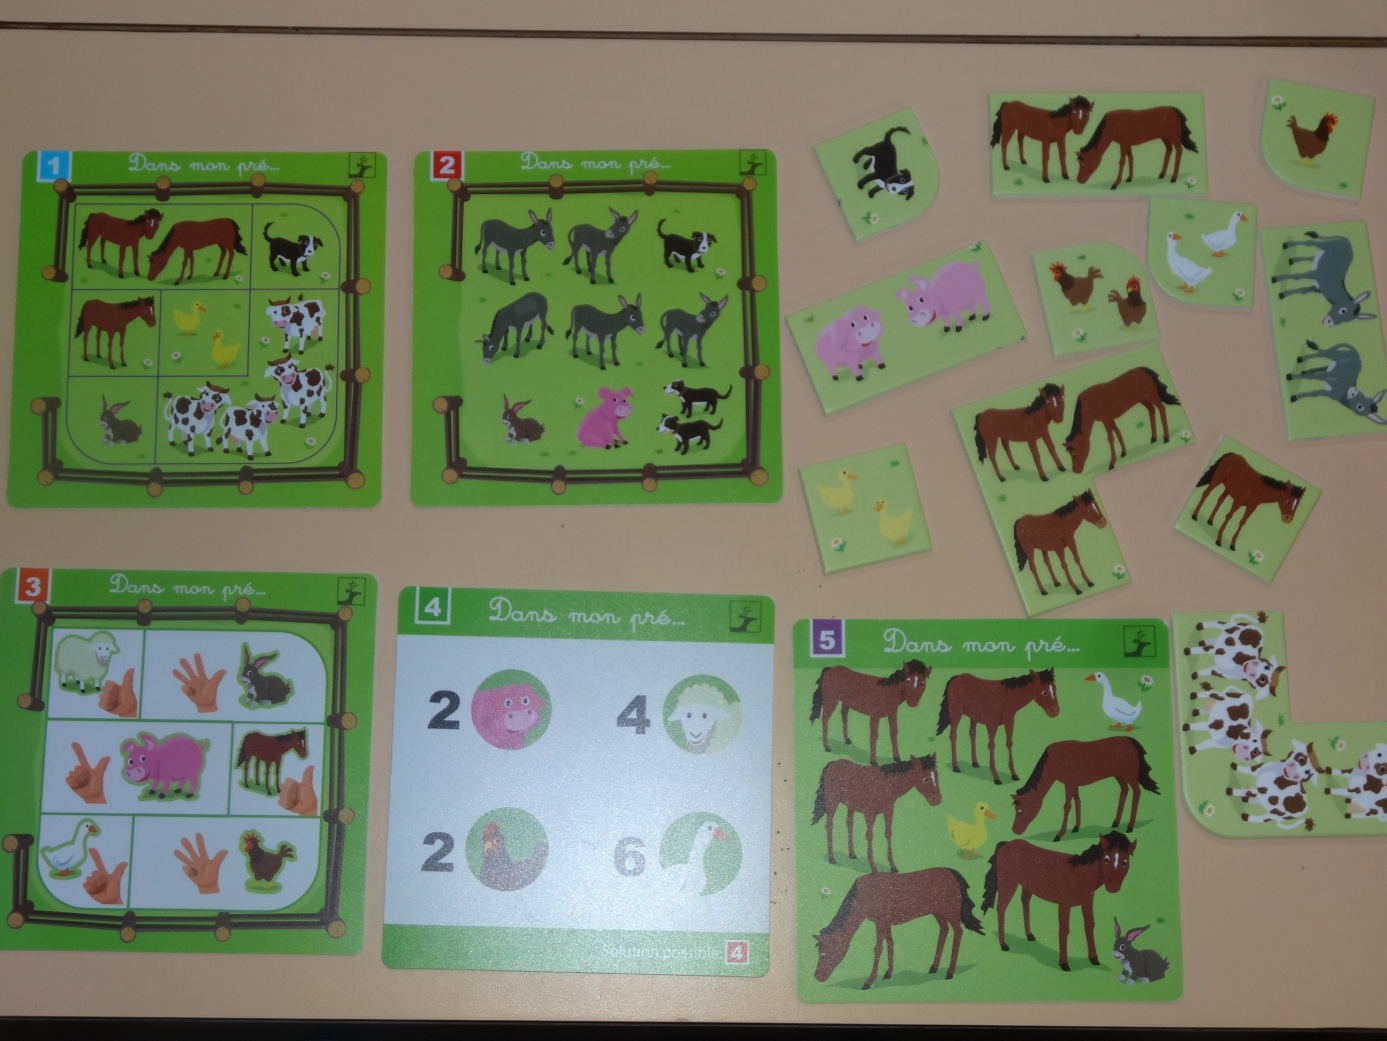 1 Dans mon pré...
2 Dans mon pré...
3 Dans mon pré...
4 Dans mon pré...
2 4
2 6
Solution possible 4
5 Dans mon pré...